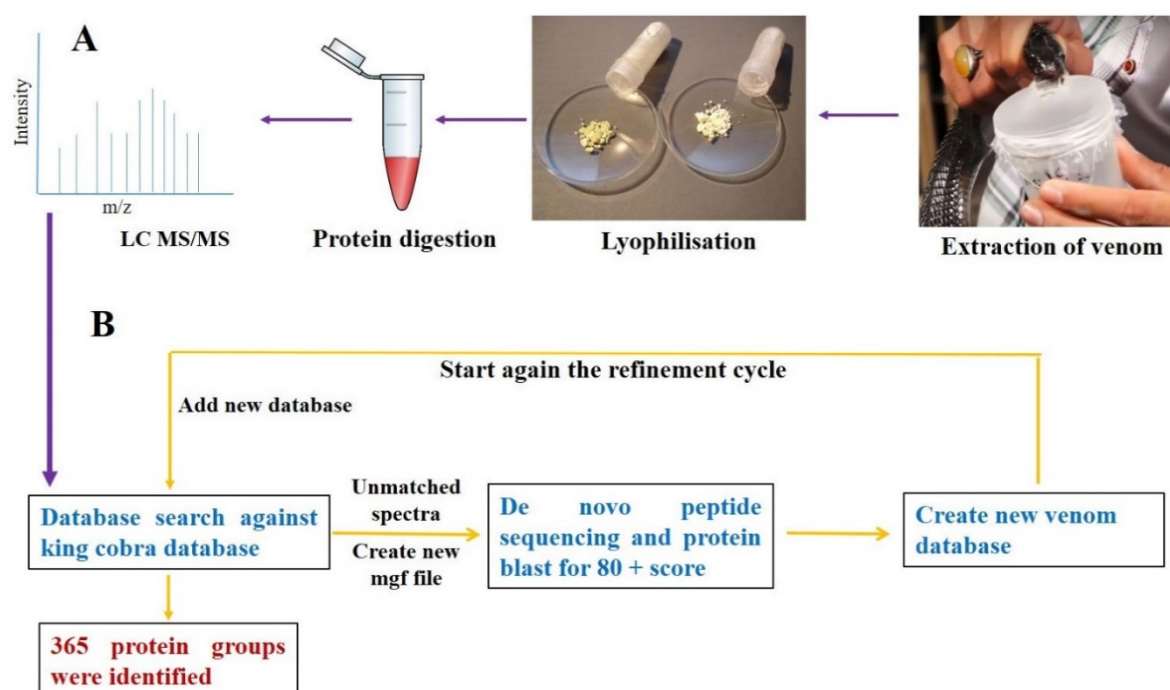 A
Intensity
m/z
LC MS/MS
Protein digestion
Lyophilisation
Extraction of venom
B
Start again the refinement cycle
Add new database
Database search against
king cobra database
Unmatched
spectra
Create new
mgf file
De novo peptide
sequencing and protein
blast for 80 + score
Create new venom
database
365 protein groups
were identified